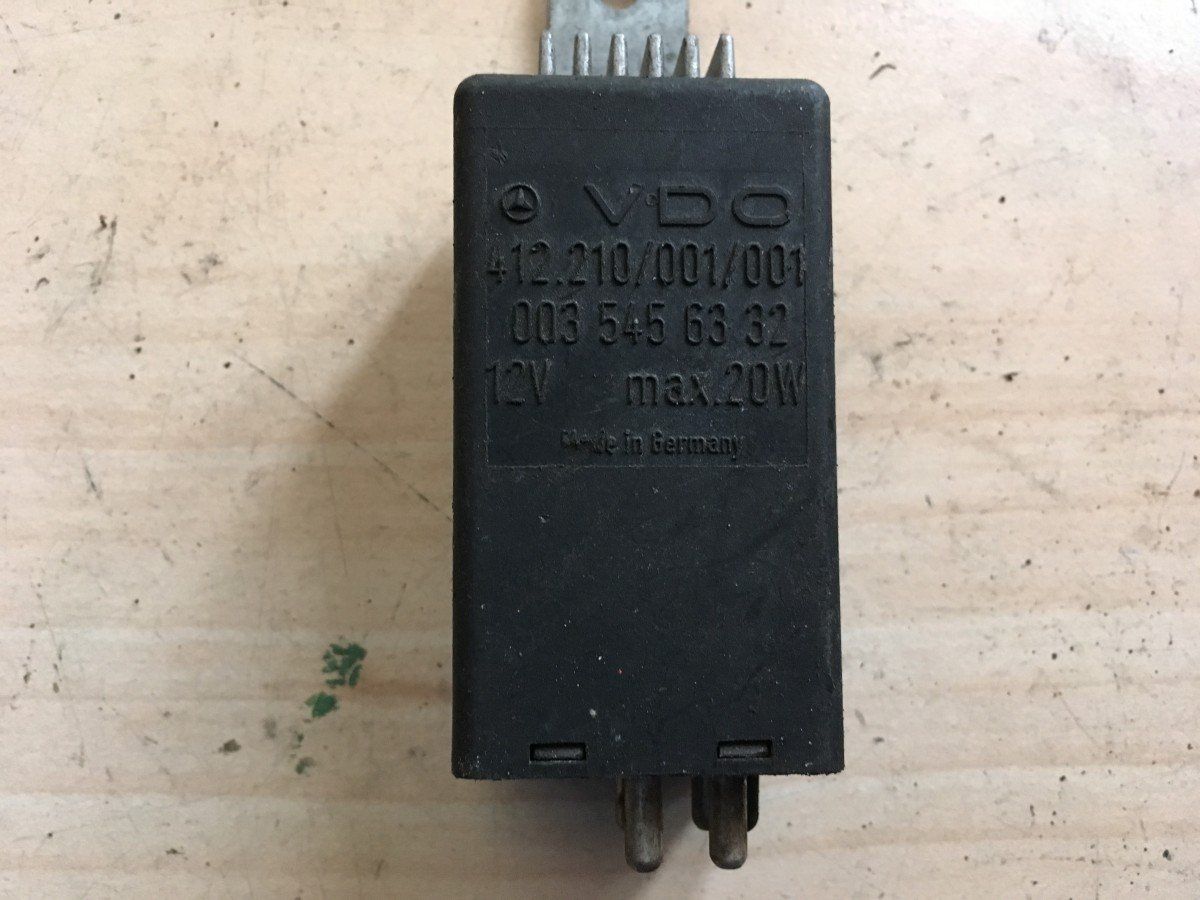 VDO
412.210/001/001
003 545 63 32
12V max.20W
Made in Germany